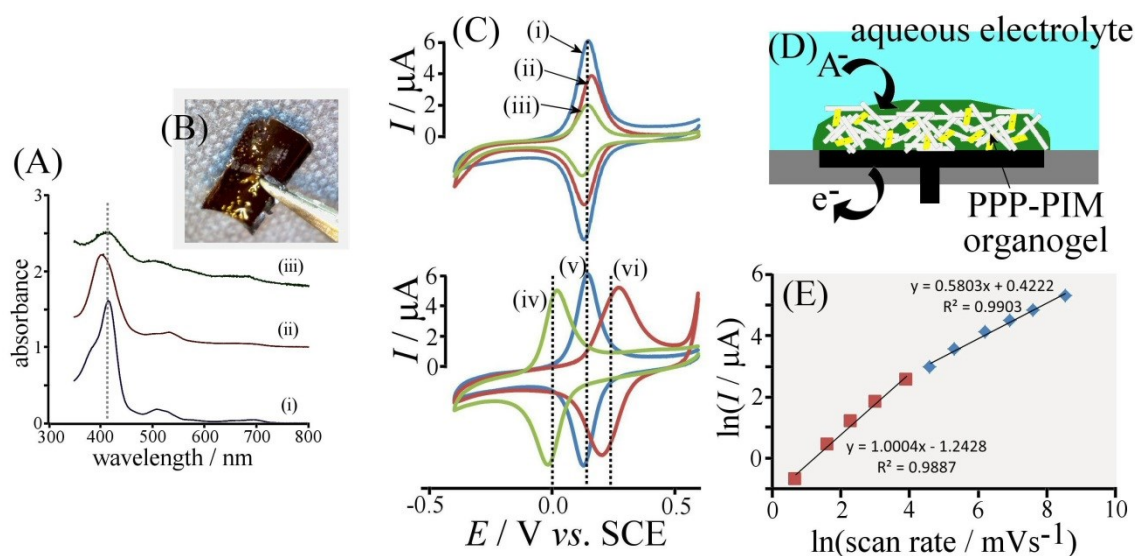 (A)
3
2
1
0
absorbance
300 400 500 600 700 800
wavelength / nm
(iii)
(ii)
(i)
(B)
(C)
6
4
2
0
I / μA
(i)
(ii)
(iii)
6
4
2
0
I / μA
(iv)
(v)
(vi)
-0.5 0.0 0.5
E / V vs. SCE
(D)
aqueous electrolyte
A-
e-
PPP-PIM
organogel
(E)
6
4
2
0
ln(I / μA)
y = 0.5803x + 0.4222
R² = 0.9903
y = 1.0004x - 1.2428
R² = 0.9887
0 2 4 6 8 10
ln(scan rate / mVs-1)